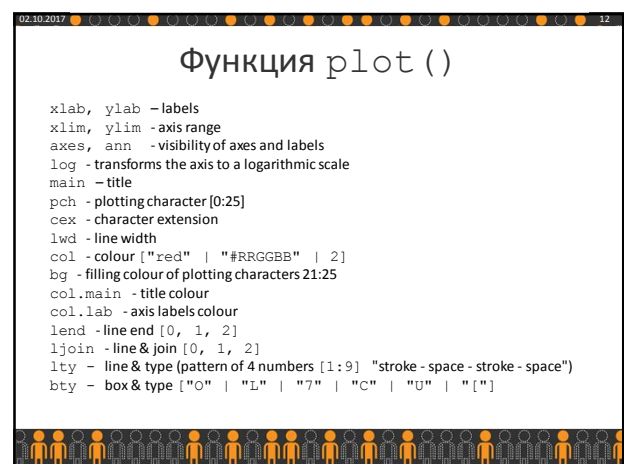 02.10.2017 12
Функция plot()
xlab, ylab – labels
xlim, ylim - axis range
axes, ann - visibility of axes and labels
log - transforms the axis to a logarithmic scale
main – title
pch - plotting character [0:25]
cex - character extension
lwd - line width
col - colour ["red" | "#RRGGBB" | 2]
bg - filling colour of plotting characters 21:25
col.main - title colour
col.lab - axis labels colour
lend - line end [0, 1, 2]
ljoin - line & join [0, 1, 2]
lty – line & type (pattern of 4 numbers [1:9] "stroke - space - stroke - space")
bty – box & type ["O" | "L" | "7" | "C" | "U" | "["]